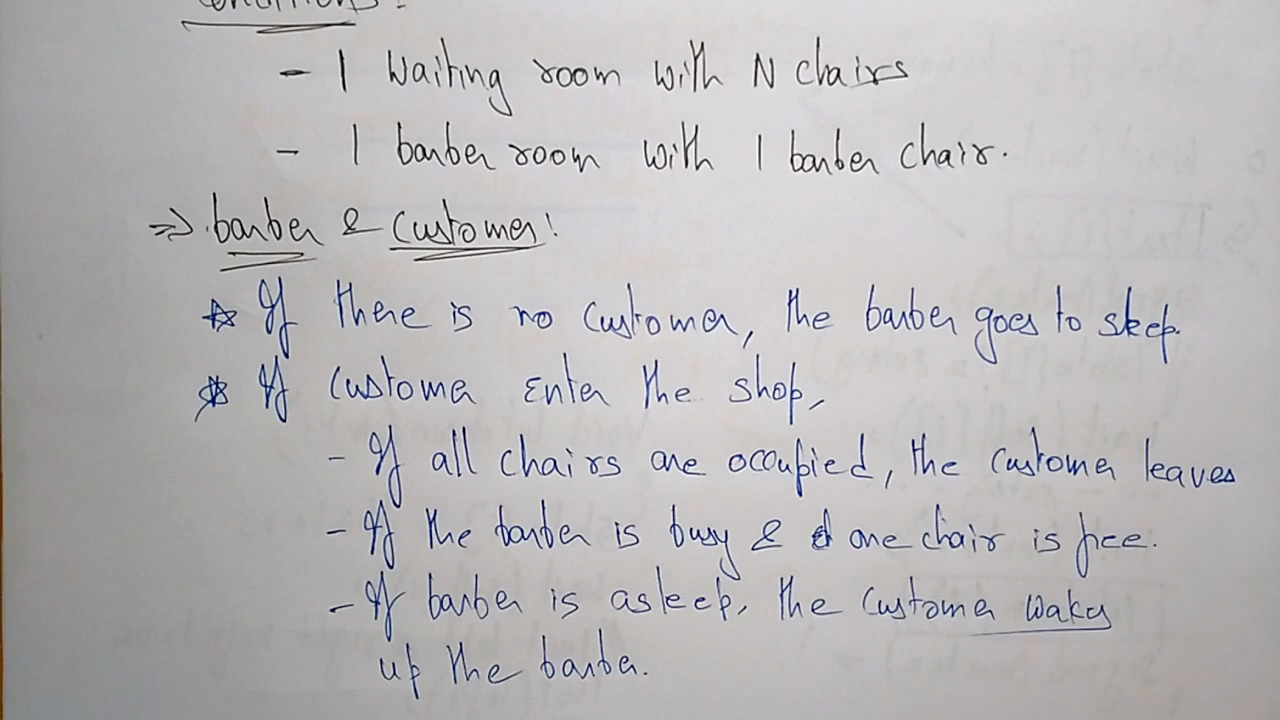 Conditions:
- 1 Waiting room with N chairs
- 1 barber room with 1 barber chair.
⇒ barber & Customer:
* If there is no customer, the barber goes to sleep.
* If customer Enter the shop,
- If all chairs are occupied, the customer leaves
- If the barber is busy & one chair is free.
- If barber is asleep, the customer wakes
up the barber.